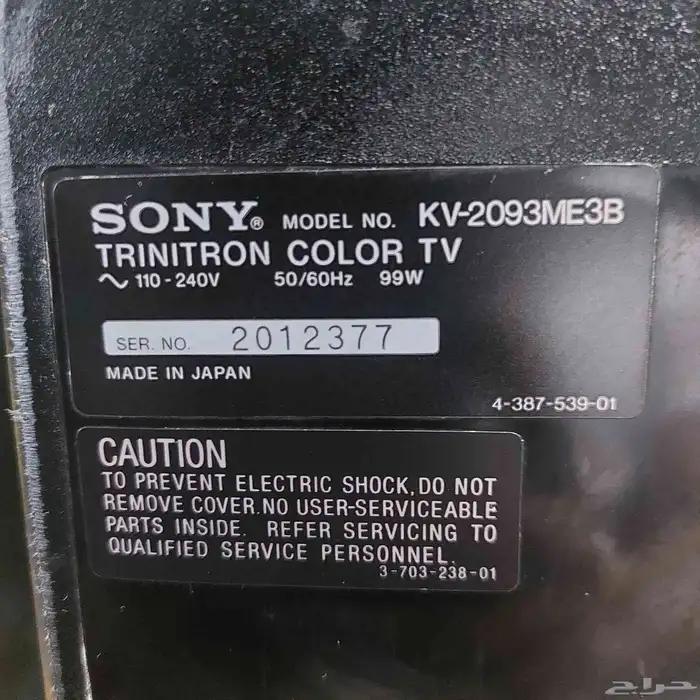 SONY® MODEL NO. KV-2093ME3B
TRINITRON COLOR TV
～ 110-240V 50/60Hz 99W
SER. NO. 2012377
MADE IN JAPAN
4-387-539-01
CAUTION
TO PREVENT ELECTRIC SHOCK, DO NOT
REMOVE COVER. NO USER-SERVICEABLE
PARTS INSIDE. REFER SERVICING TO
QUALIFIED SERVICE PERSONNEL.
3-703-238-01
حراج